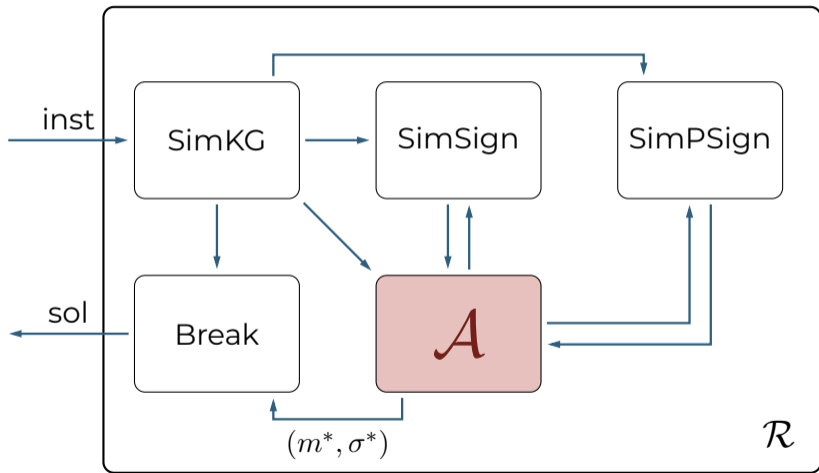 inst
SimKG
SimSign
SimPSign
sol
Break
𝒜
(m*, σ*)
ℛ